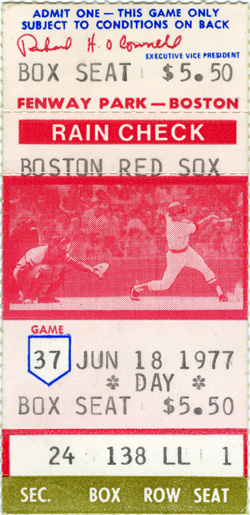 ADMIT ONE — THIS GAME ONLY
SUBJECT TO CONDITIONS ON BACK
Richard H. O'Connell
EXECUTIVE VICE PRESIDENT
BOX SEAT $5.50
FENWAY PARK — BOSTON
RAIN CHECK
BOSTON RED SOX
GAME
37 JUN 18 1977
* DAY *
BOX SEAT $5.50
24 138 LL 1
SEC. BOX ROW SEAT